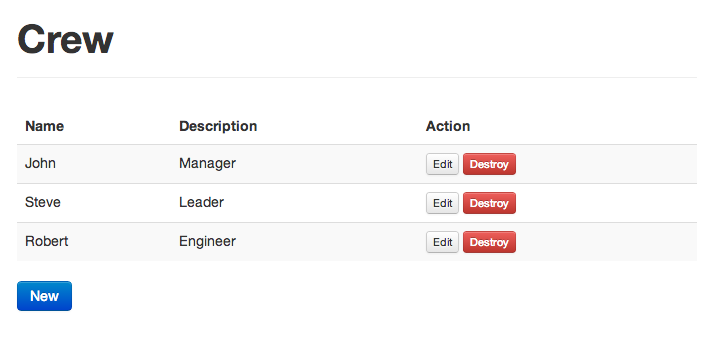 Crew
Name Description Action
John Manager Edit Destroy
Steve Leader Edit Destroy
Robert Engineer Edit Destroy
New